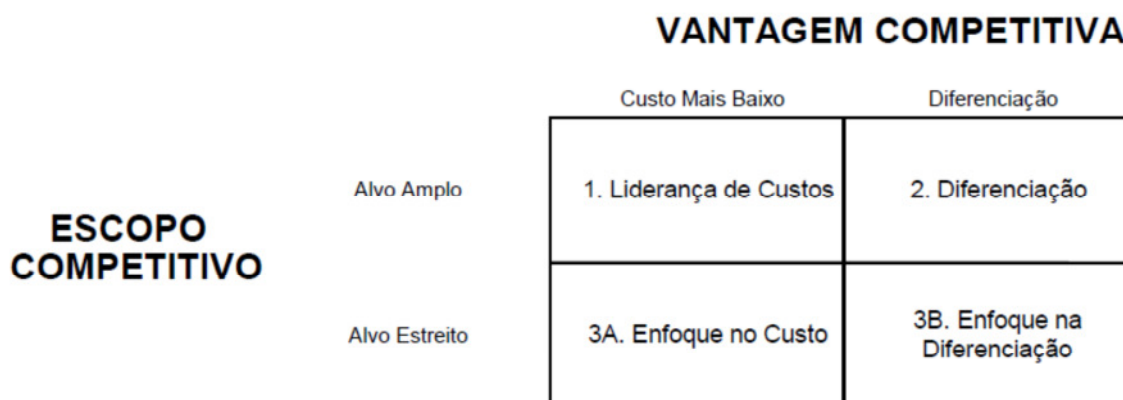 VANTAGEM COMPETITIVA
Custo Mais Baixo
Diferenciação
Alvo Amplo
1. Liderança de Custos
2. Diferenciação
ESCOPO
COMPETITIVO
Alvo Estreito
3A. Enfoque no Custo
3B. Enfoque na
Diferenciação